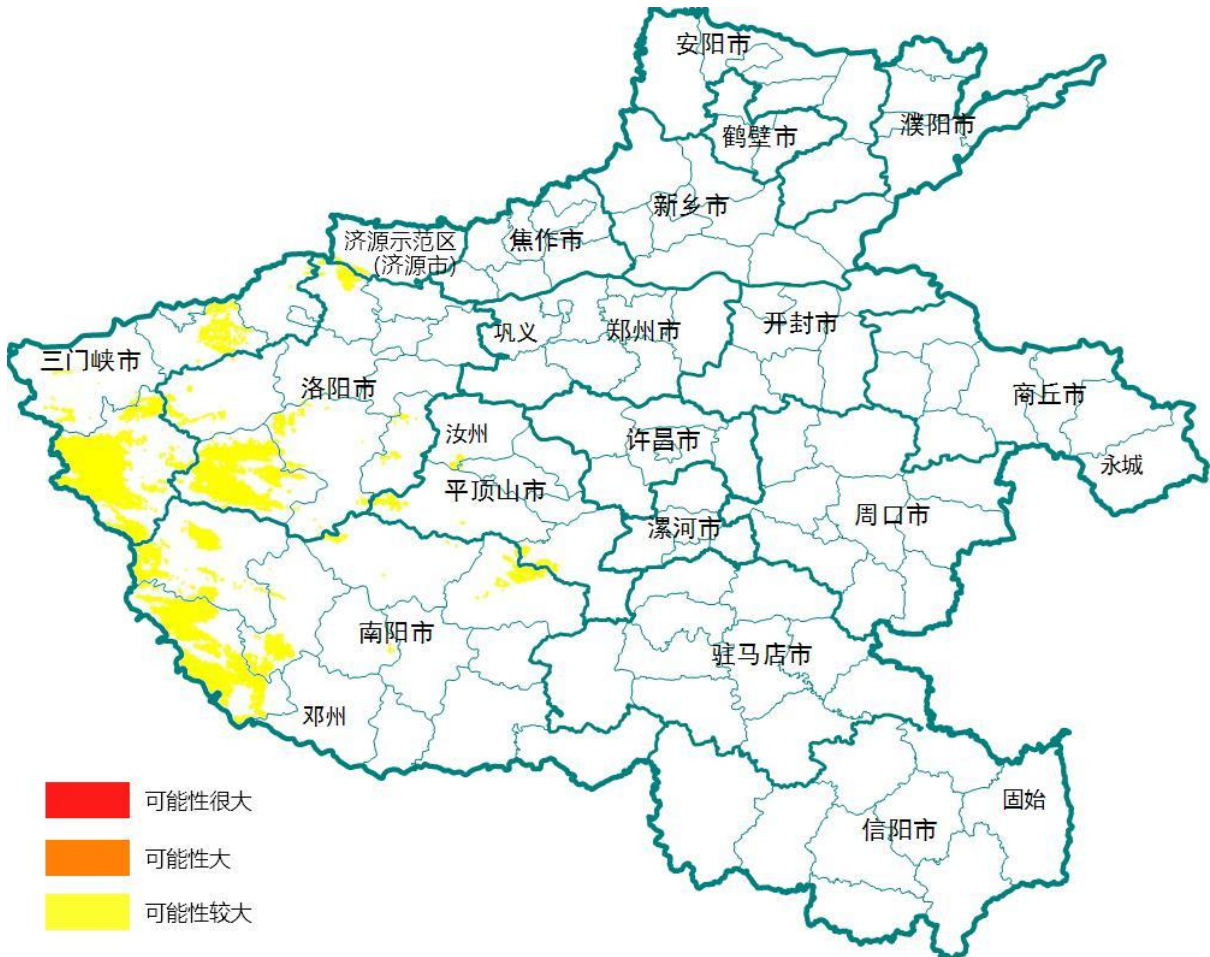 安阳市
濮阳市
鹤壁市
新乡市
济源示范区
(济源市)
焦作市
巩义
郑州市
开封市
三门峡市
洛阳市
商丘市
汝州
许昌市
永城
平顶山市
周口市
漯河市
南阳市
驻马店市
邓州
固始
信阳市
可能性很大
可能性大
可能性较大